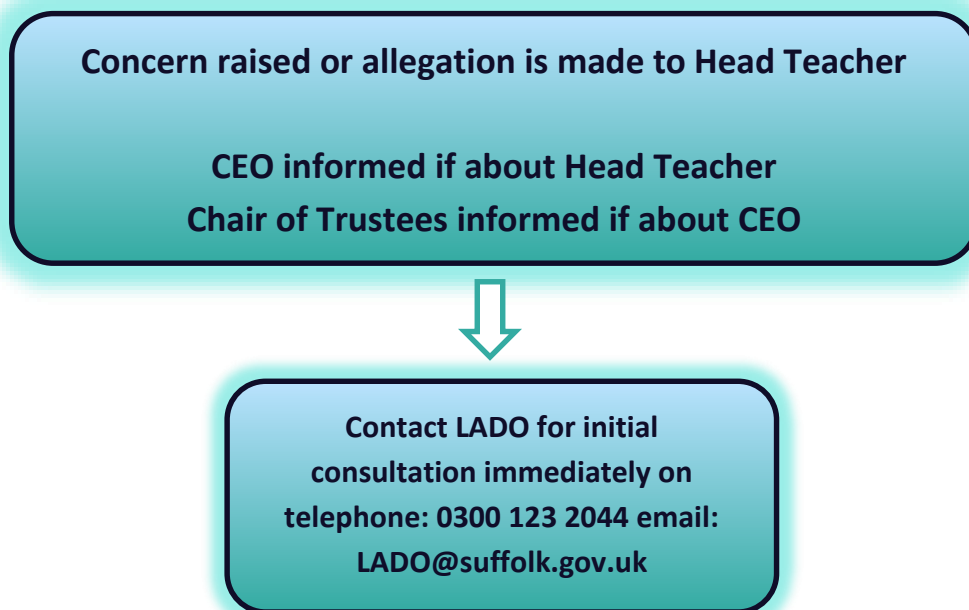 Concern raised or allegation is made to Head Teacher
CEO informed if about Head Teacher
Chair of Trustees informed if about CEO
Contact LADO for initial
consultation immediately on
telephone: 0300 123 2044 email:
LADO@suffolk.gov.uk